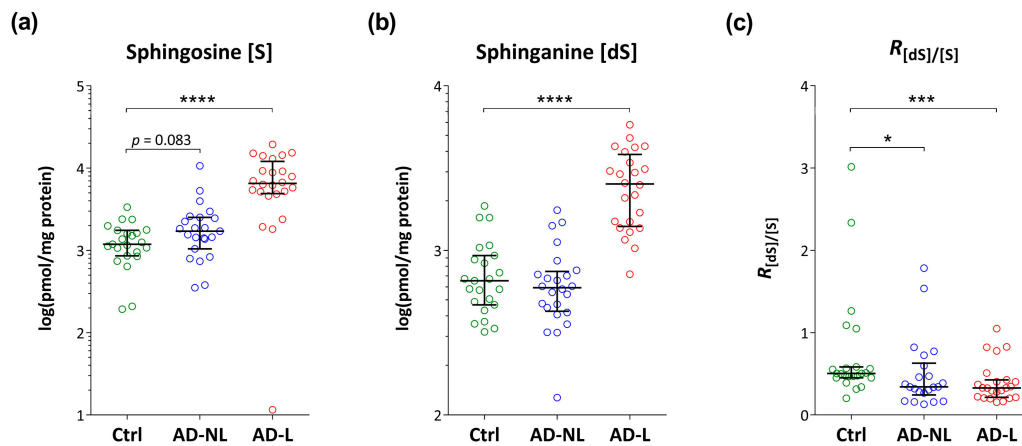 (a)
Sphingosine [S]
log(pmol/mg protein)
5
4
3
2
1
****
p = 0.083
Ctrl
AD-NL
AD-L
(b)
Sphinganine [dS]
log(pmol/mg protein)
3
2
****
Ctrl
AD-NL
AD-L
(c)
R[dS]/[S]
R[dS]/[S]
4
3
2
1
0
***
*
Ctrl
AD-NL
AD-L